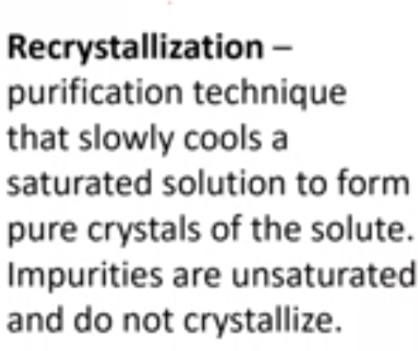 Recrystallization –
purification technique
that slowly cools a
saturated solution to form
pure crystals of the solute.
Impurities are unsaturated
and do not crystallize.